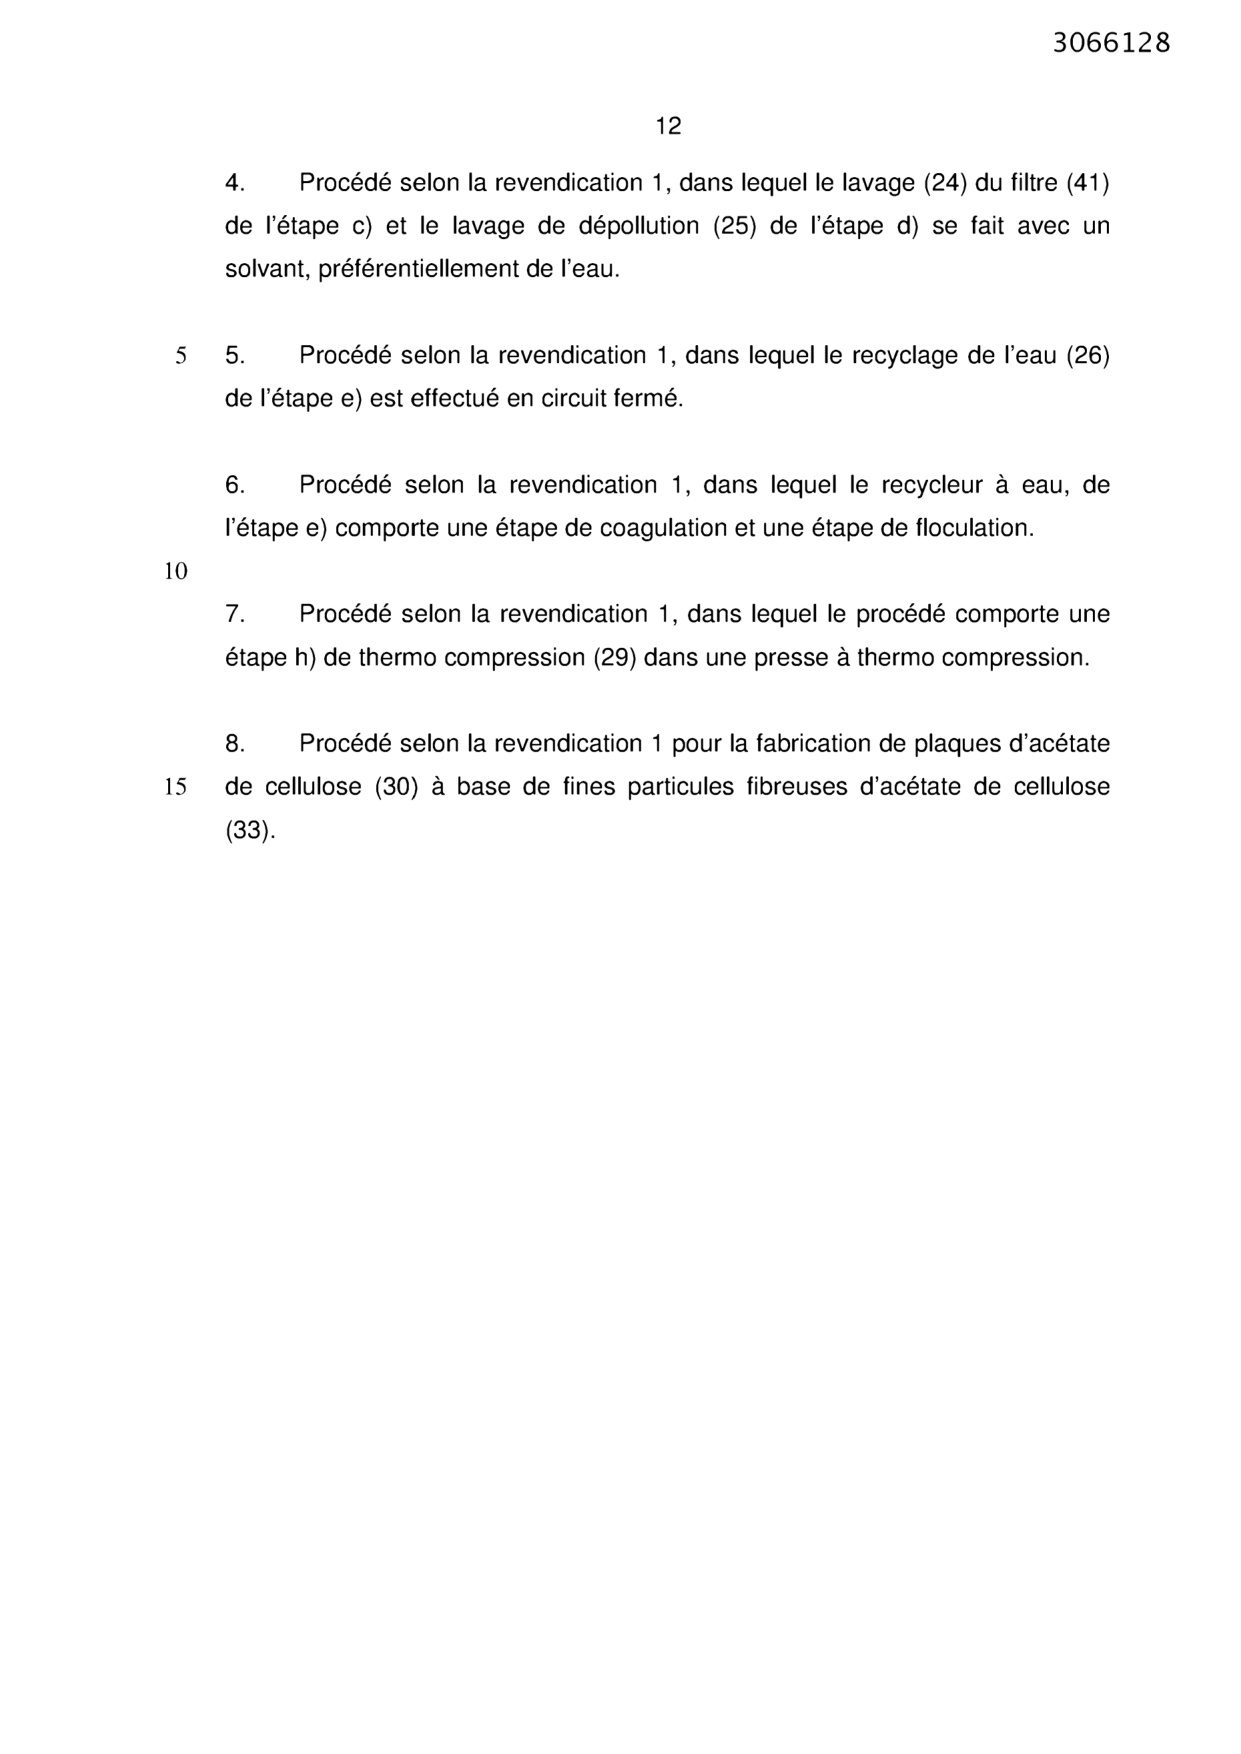 3066128
12
4. Procédé selon la revendication 1, dans lequel le lavage (24) du filtre (41)
de l'étape c) et le lavage de dépollution (25) de l'étape d) se fait avec un
solvant, préférentiellement de l'eau.
5 5. Procédé selon la revendication 1, dans lequel le recyclage de l'eau (26)
de l'étape e) est effectué en circuit fermé.
6. Procédé selon la revendication 1, dans lequel le recycleur à eau, de
l'étape e) comporte une étape de coagulation et une étape de floculation.
10
7. Procédé selon la revendication 1, dans lequel le procédé comporte une
étape h) de thermo compression (29) dans une presse à thermo compression.
8. Procédé selon la revendication 1 pour la fabrication de plaques d'acétate
15 de cellulose (30) à base de fines particules fibreuses d'acétate de cellulose
(33).